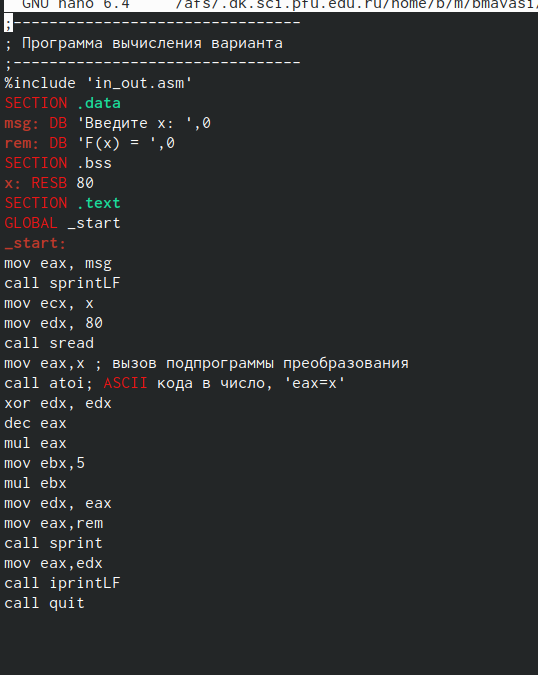 GNU nano 6.4 /afs/.dk.sci.pfu.edu.ru/home/b/m/bmavasi/
;--------------------------------
; Программа вычисления варианта
;--------------------------------
%include 'in_out.asm'
SECTION .data
msg: DB 'Введите x: ',0
rem: DB 'F(x) = ',0
SECTION .bss
x: RESB 80
SECTION .text
GLOBAL _start
_start:
mov eax, msg
call sprintLF
mov ecx, x
mov edx, 80
call sread
mov eax,x ; вызов подпрограммы преобразования
call atoi; ASCII кода в число, 'eax=x'
xor edx, edx
dec eax
mul eax
mov ebx,5
mul ebx
mov edx, eax
mov eax,rem
call sprint
mov eax,edx
call iprintLF
call quit